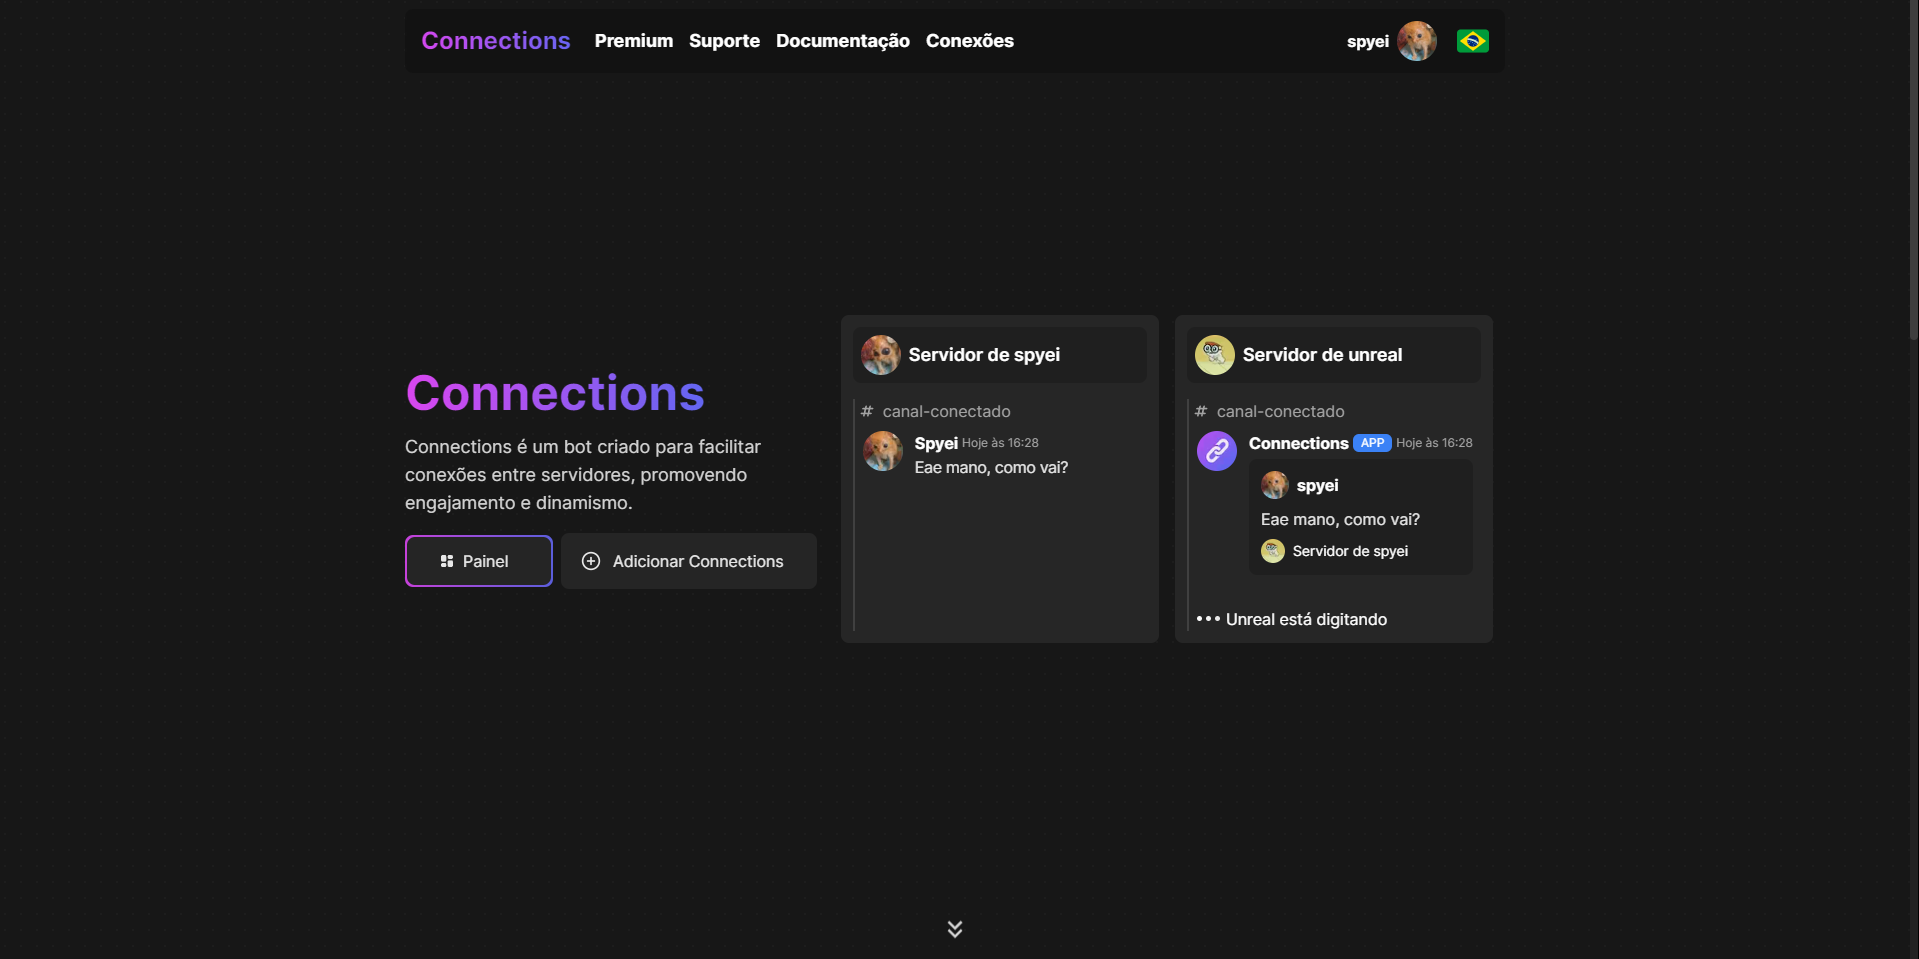 Connections Premium Suporte Documentação Conexões spyei
Connections
Connections é um bot criado para facilitar
conexões entre servidores, promovendo
engajamento e dinamismo.
Painel Adicionar Connections
Servidor de spyei
# canal-conectado
Spyei Hoje às 16:28
Eae mano, como vai?
Servidor de unreal
# canal-conectado
Connections APP Hoje às 16:28
spyei
Eae mano, como vai?
Servidor de spyei
Unreal está digitando